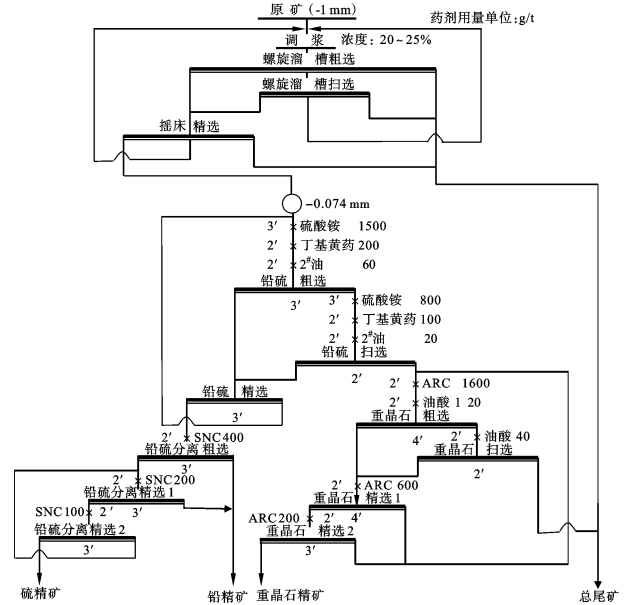 原 矿 (-1 mm)
药剂用量单位:g/t
调 浆 浓度: 20~25%
螺旋溜 槽粗选
螺旋溜 槽扫选
摇床 精选
-0.074 mm
3′ 硫酸铵 1500
2′ 丁基黄药 200
2′ 2#油 60
铅硫 粗选
3′
3′ 硫酸铵 800
2′ 丁基黄药 100
2′ 2#油 20
铅硫 扫选
2′
铅硫 精选
3′
2′ ARC 1600
2′ 油酸 1 20
重晶石 粗选
4′
2′ 油酸 40
重晶石 扫选
2′
2′ SNC400
铅硫分离 粗选
3′
2′ SNC200
铅硫分离精选1
SNC100 2′ 3′
铅硫分离精选2
3′
2′ ARC 600
重晶石 精选1
ARC200 2′ 4′
重晶石 精选2
3′
硫精矿
铅精矿
重晶石精矿
总尾矿